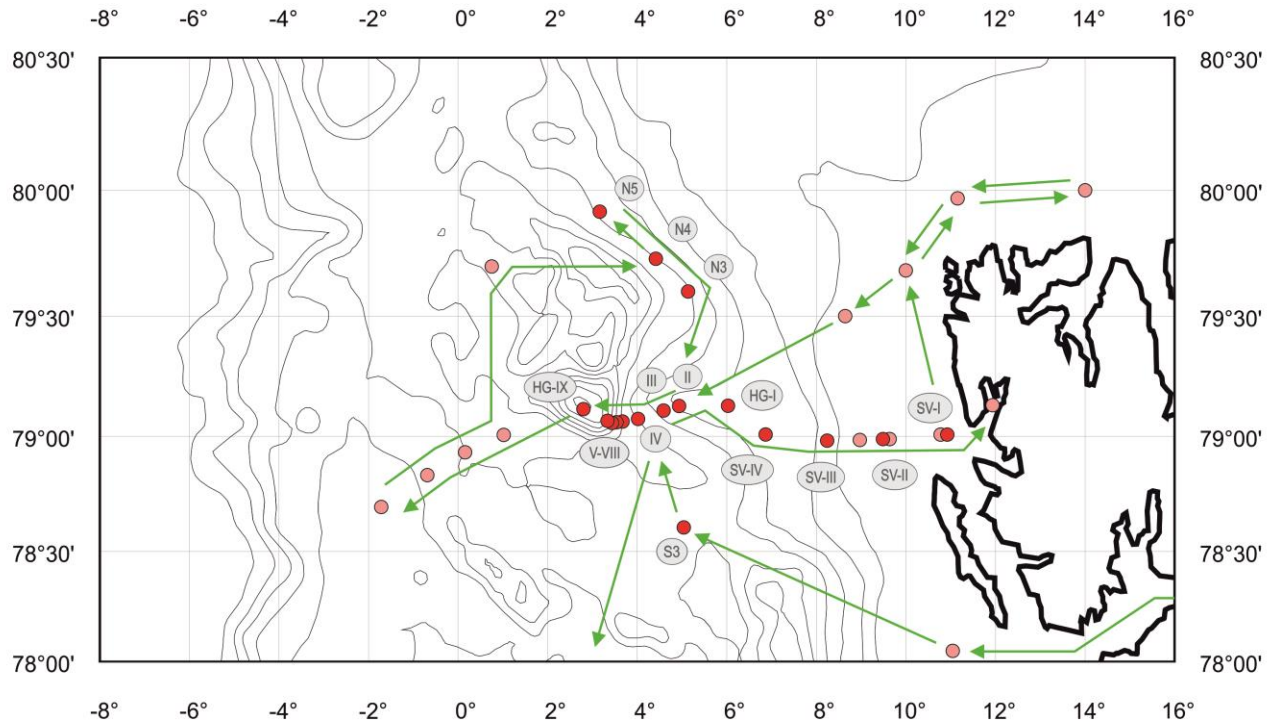 -8° -6° -4° -2° 0° 2° 4° 6° 8° 10° 12° 14° 16°
80°30' 80°30'
N5
80°00' 80°00'
N4
N3
79°30' 79°30'
III II
HG-IX HG-I
SV-I
79°00' IV 79°00'
V-VIII
SV-IV SV-III SV-II
78°30' S3 78°30'
78°00' 78°00'
-8° -6° -4° -2° 0° 2° 4° 6° 8° 10° 12° 14° 16°